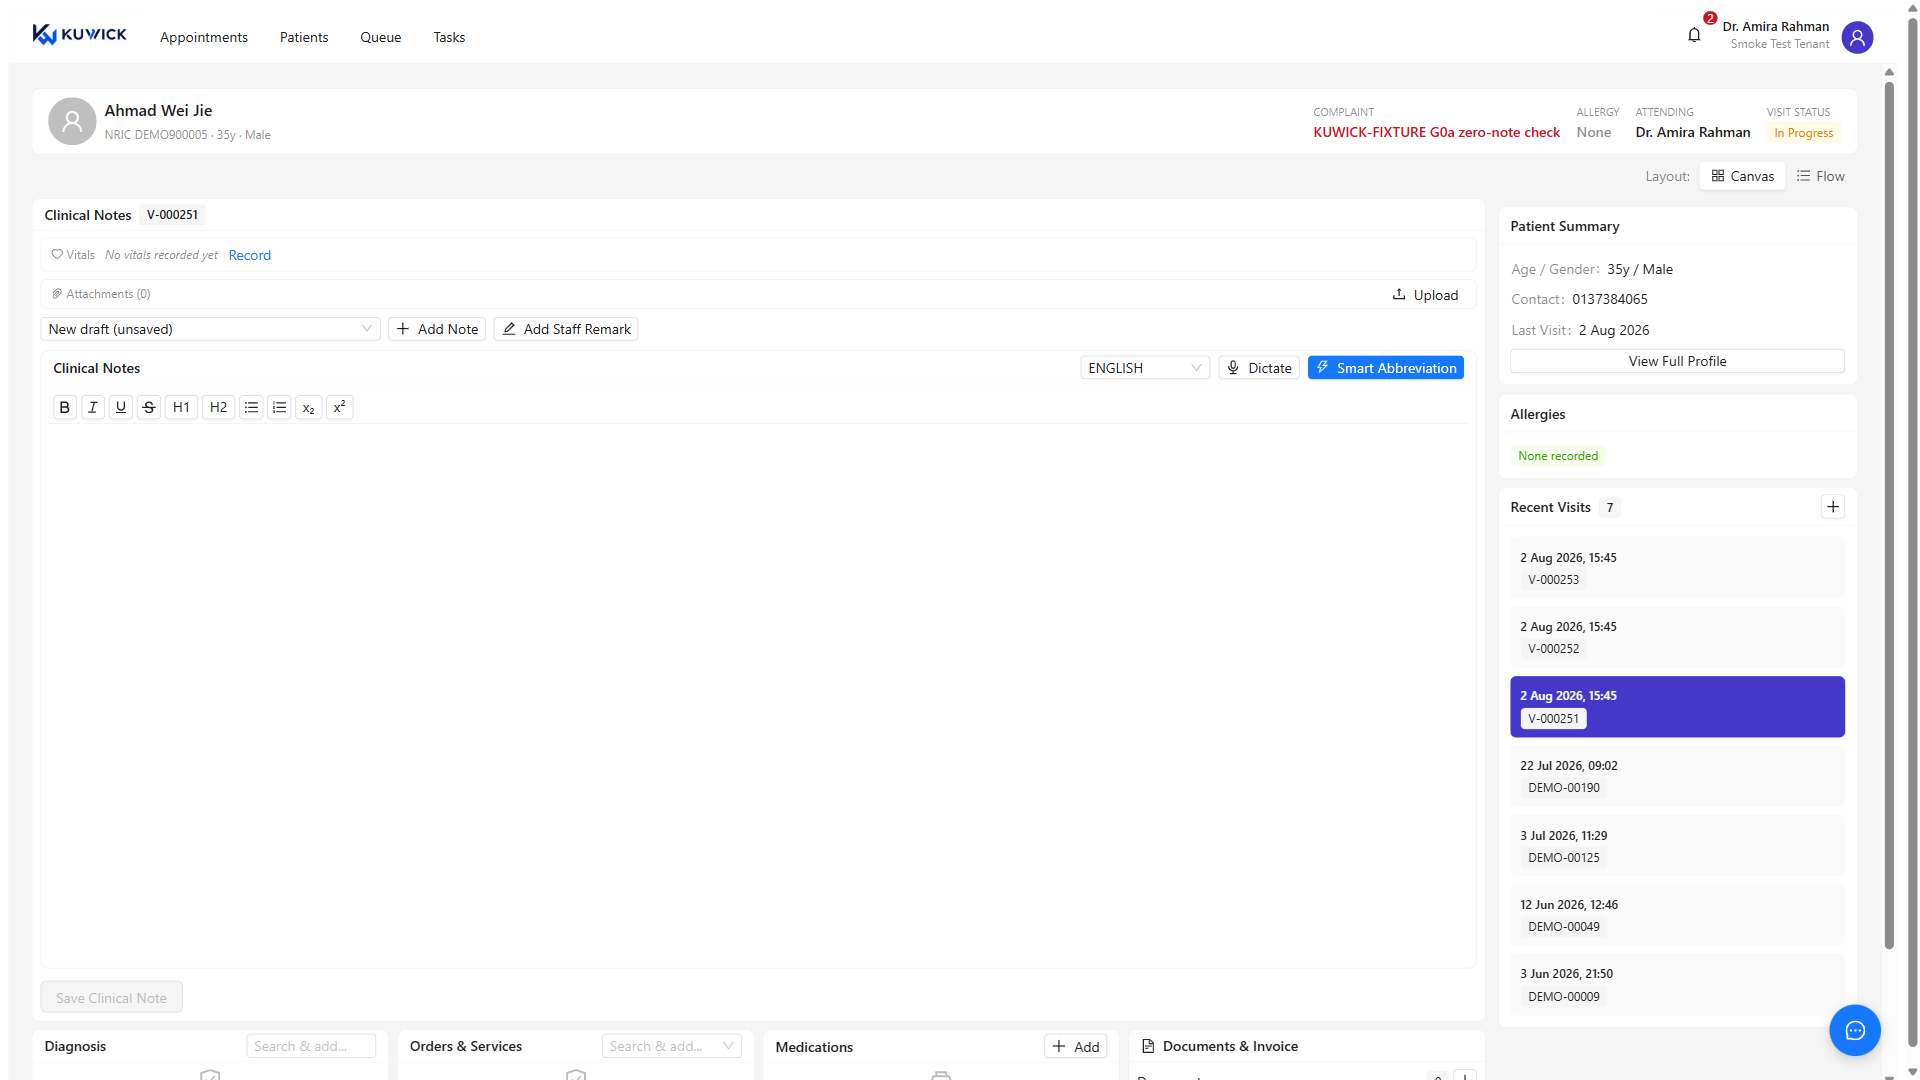 KUWICK
Appointments
Patients
Queue
Tasks
2
Dr. Amira Rahman
Smoke Test Tenant
Ahmad Wei Jie
NRIC DEMO900005 · 35y · Male
COMPLAINT
KUWICK-FIXTURE G0a zero-note check
ALLERGY
None
ATTENDING
Dr. Amira Rahman
VISIT STATUS
In Progress
Layout:
Canvas
Flow
Clinical Notes V-000251
Vitals No vitals recorded yet Record
Attachments (0)
Upload
New draft (unsaved)
Add Note
Add Staff Remark
Clinical Notes
ENGLISH
Dictate
Smart Abbreviation
B I U S H1 H2 x₂ x²
Save Clinical Note
Diagnosis
Search & add...
Orders & Services
Search & add...
Medications
Add
Documents & Invoice
Patient Summary
Age / Gender: 35y / Male
Contact: 0137384065
Last Visit: 2 Aug 2026
View Full Profile
Allergies
None recorded
Recent Visits 7
2 Aug 2026, 15:45
V-000253
2 Aug 2026, 15:45
V-000252
2 Aug 2026, 15:45
V-000251
22 Jul 2026, 09:02
DEMO-00190
3 Jul 2026, 11:29
DEMO-00125
12 Jun 2026, 12:46
DEMO-00049
3 Jun 2026, 21:50
DEMO-00009